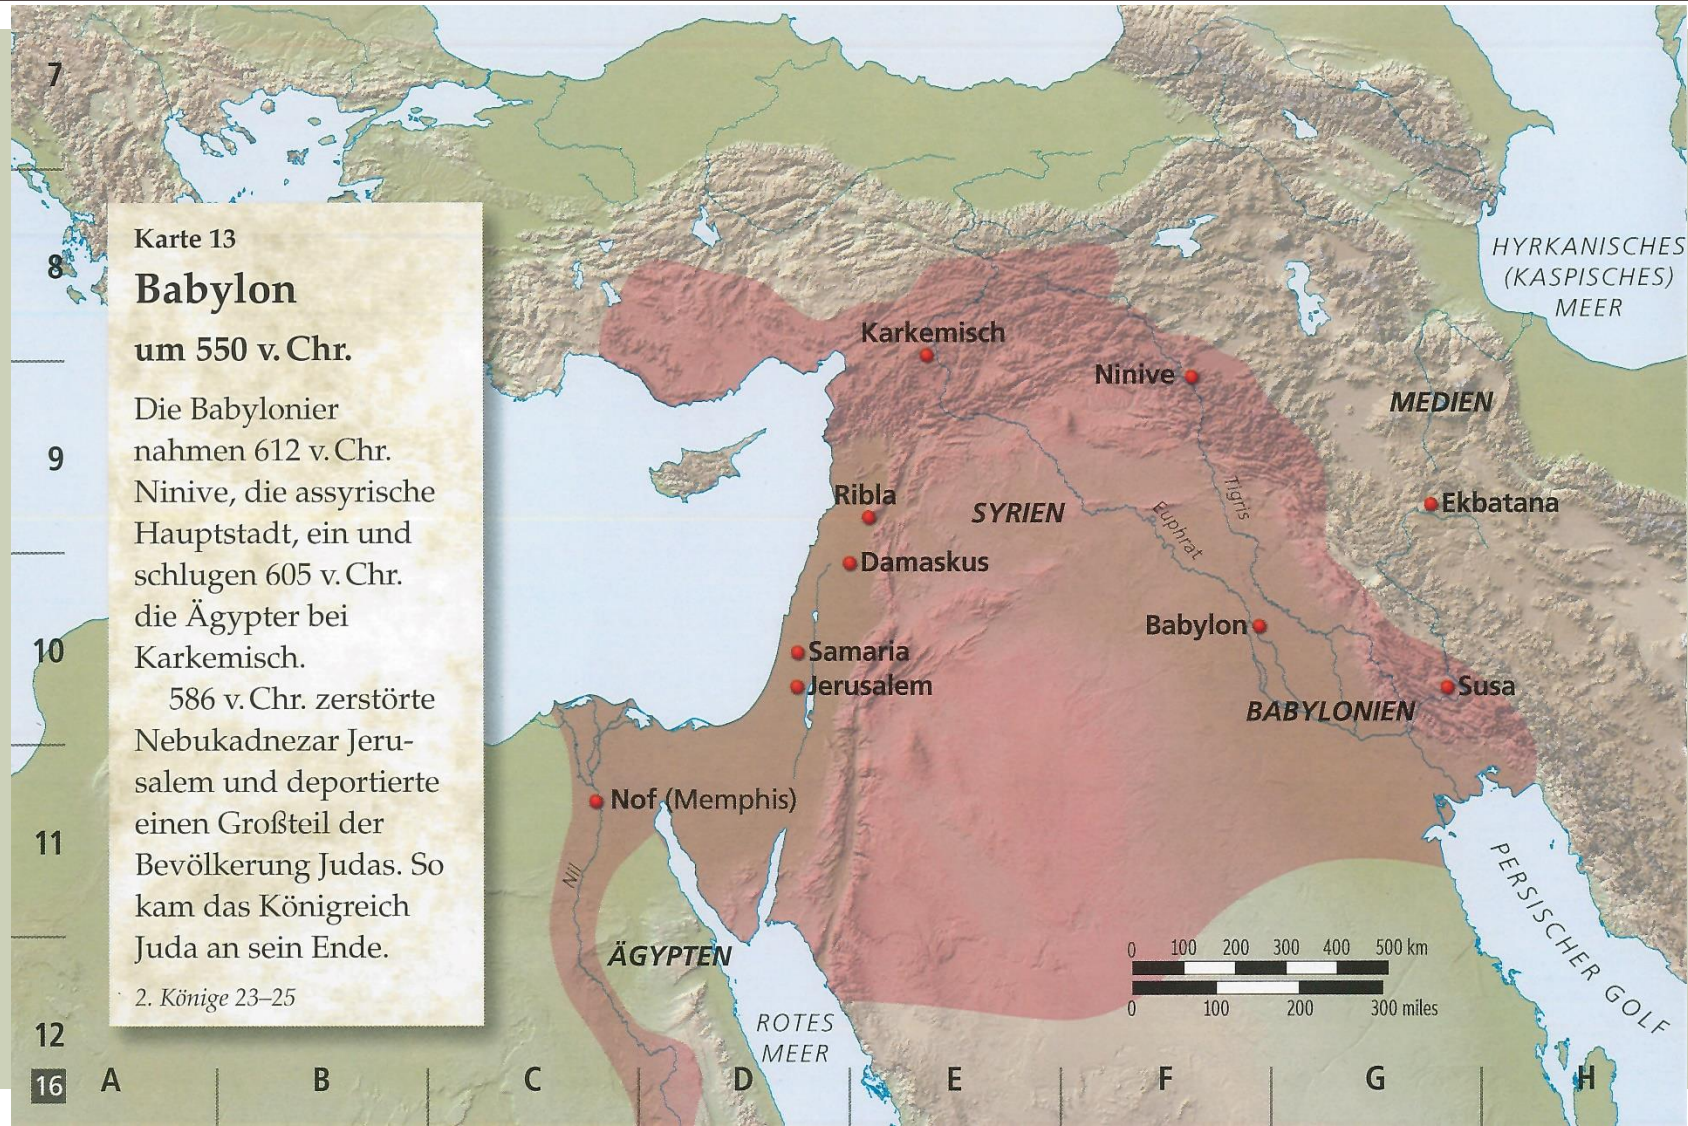 7
8
9
10
11
12
16
A
B
C
D
E
F
G
H
Karte 13
Babylon
um 550 v. Chr.
Die Babylonier
nahmen 612 v. Chr.
Ninive, die assyrische
Hauptstadt, ein und
schlugen 605 v. Chr.
die Ägypter bei
Karkemisch.
586 v. Chr. zerstörte
Nebukadnezar Jeru-
salem und deportierte
einen Großteil der
Bevölkerung Judas. So
kam das Königreich
Juda an sein Ende.
2. Könige 23–25
HYRKANISCHES
(KASPISCHES)
MEER
Karkemisch
Ninive
MEDIEN
Ribla
SYRIEN
Tigris
Euphrat
Ekbatana
Damaskus
Babylon
Samaria
Jerusalem
Susa
BABYLONIEN
Nof (Memphis)
Nil
ÄGYPTEN
PERSISCHER GOLF
ROTES
MEER
0 100 200 300 400 500 km
0 100 200 300 miles